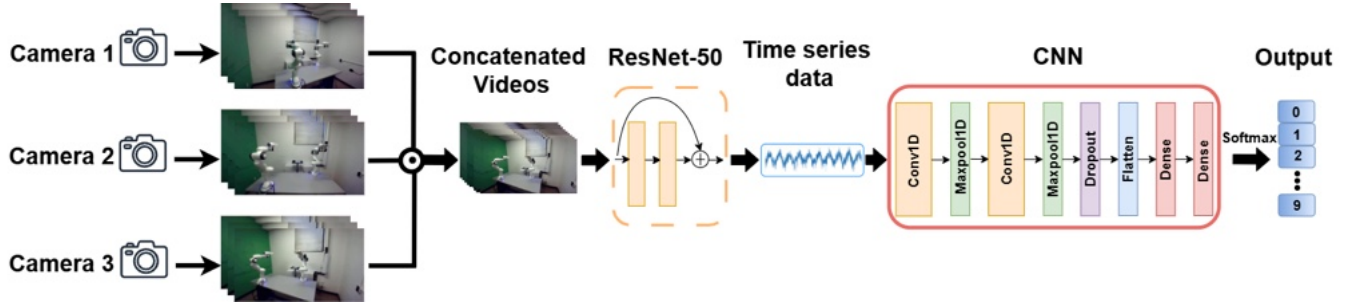 Camera 1
Camera 2
Camera 3
Concatenated
Videos
ResNet-50
Time series
data
CNN
Conv1D
Maxpool1D
Conv1D
Maxpool1D
Dropout
Flatten
Dense
Dense
Softmax
Output
0
1
2
9